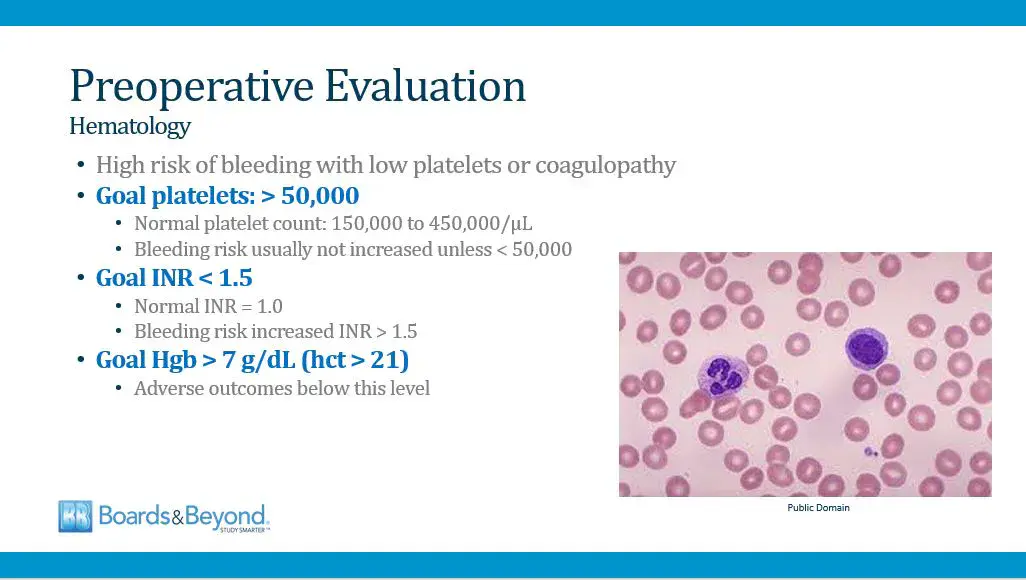 Preoperative Evaluation
Hematology
• High risk of bleeding with low platelets or coagulopathy
• Goal platelets: > 50,000
• Normal platelet count: 150,000 to 450,000/µL
• Bleeding risk usually not increased unless < 50,000
• Goal INR < 1.5
• Normal INR = 1.0
• Bleeding risk increased INR > 1.5
• Goal Hgb > 7 g/dL (hct > 21)
• Adverse outcomes below this level
Public Domain
BB Boards&Beyond.
STUDY SMARTER™